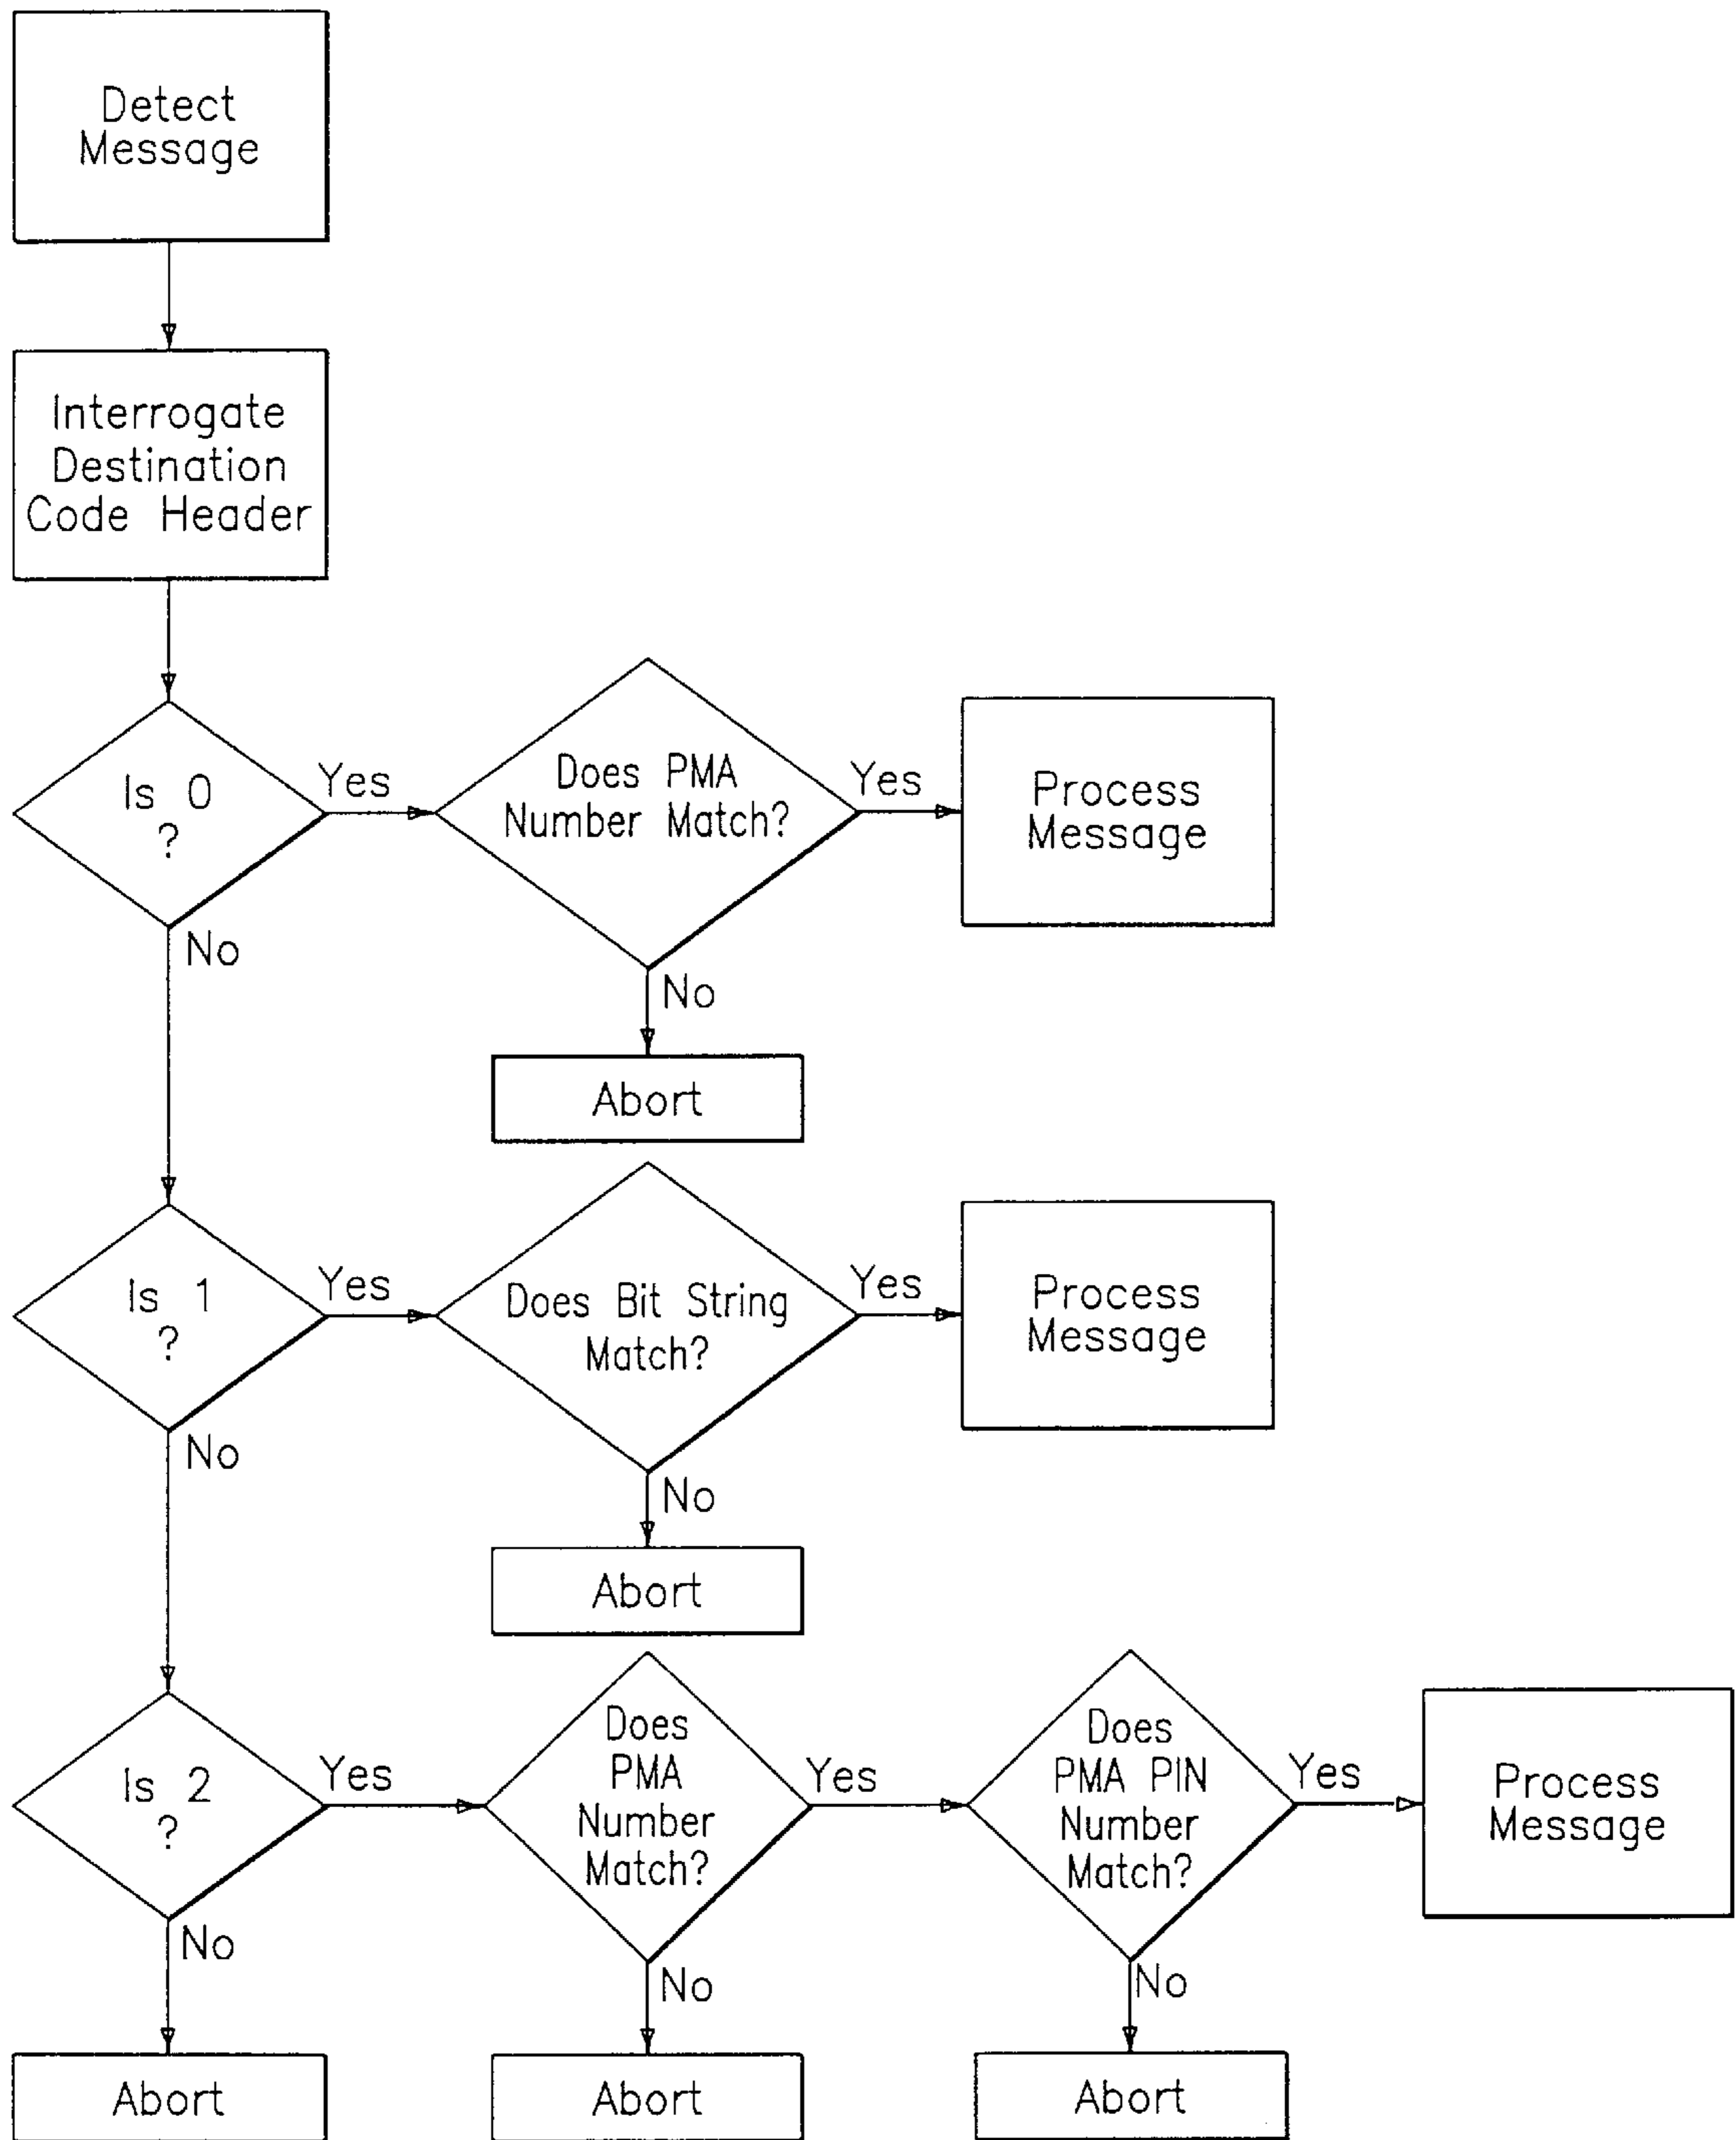 Detect
Message
Interrogate
Destination
Code Header
Is 0
?
Yes
Does PMA
Number Match?
Yes
Process
Message
No
No
Abort
Is 1
?
Yes
Does Bit String
Match?
Yes
Process
Message
No
No
Abort
Is 2
?
Yes
Does
PMA
Number
Match?
Yes
Does
PMA PIN
Number
Match?
Yes
Process
Message
No
No
No
Abort
Abort
Abort